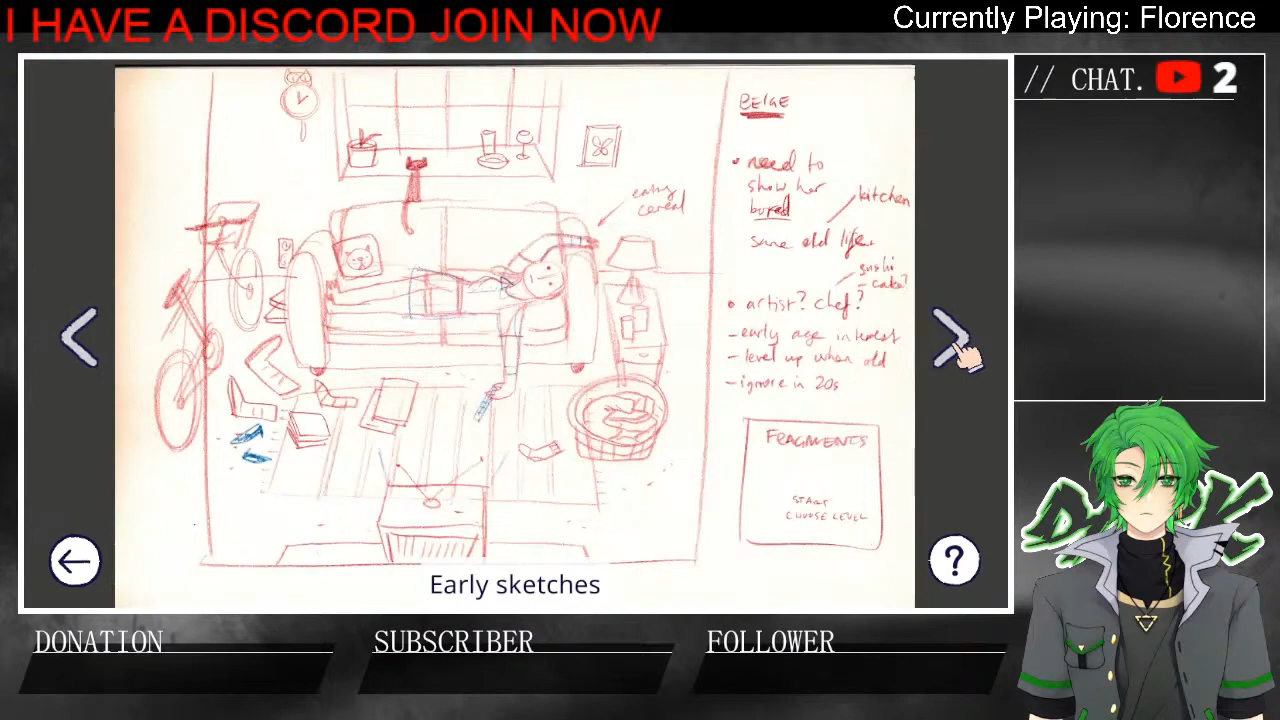 I HAVE A DISCORD JOIN NOW
Currently Playing: Florence
// CHAT.
2
BEIGE
• need to
show her
bored
kitchen
same old life.
eating
cereal
sushi
- cake?
• artist? chef?
- early age interest
- level up when old
- ignore in 20s
FRAGMENTS
START
CHOOSE LEVEL
?
Early sketches
DONATION
SUBSCRIBER
FOLLOWER